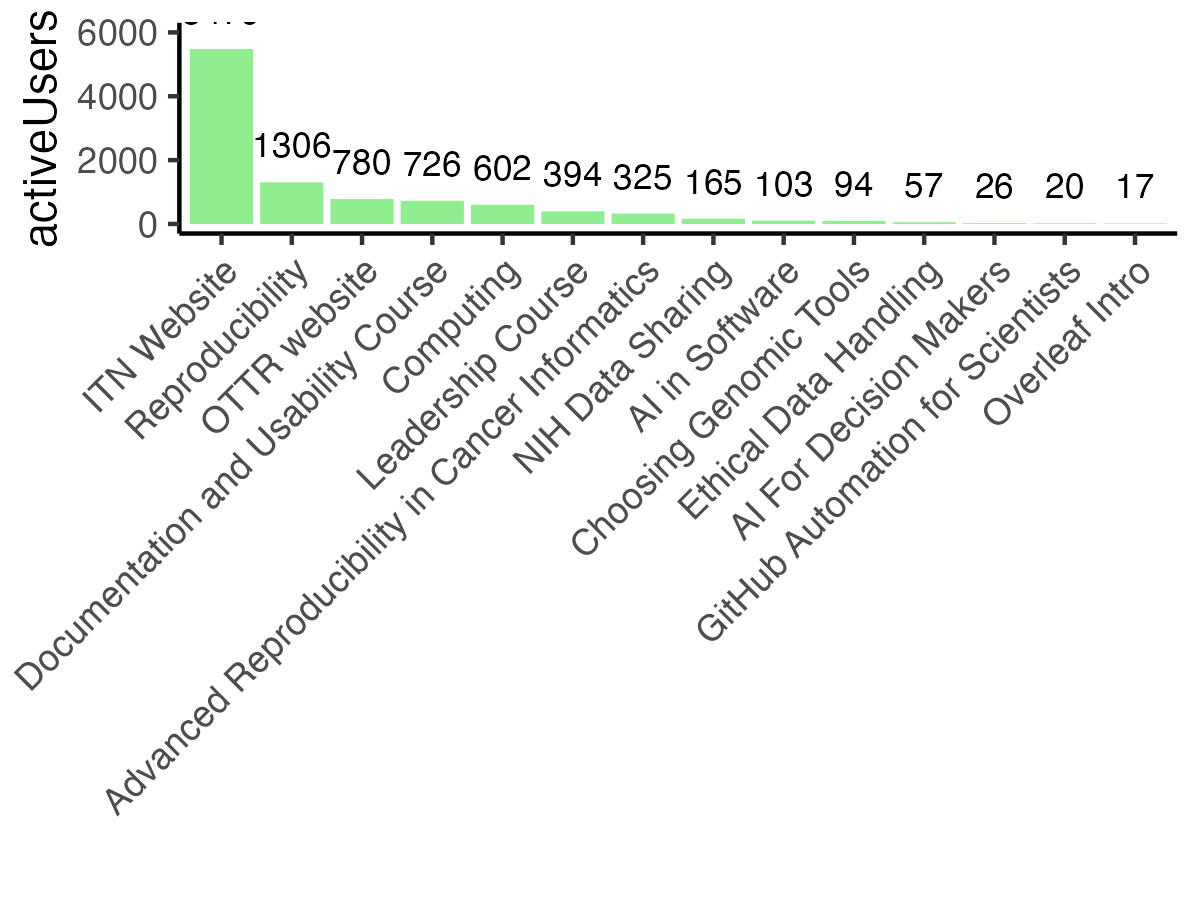 activeUsers
6000
4000
2000
0
1306
780
726
602
394
325
165
103
94
57
26
20
17
ITN Website
Reproducibility
OTTR website
Documentation and Usability Course
Computing
Leadership Course
Advanced Reproducibility in Cancer Informatics
NIH Data Sharing
AI in Software
Choosing Genomic Tools
Ethical Data Handling
AI For Decision Makers
GitHub Automation for Scientists
Overleaf Intro